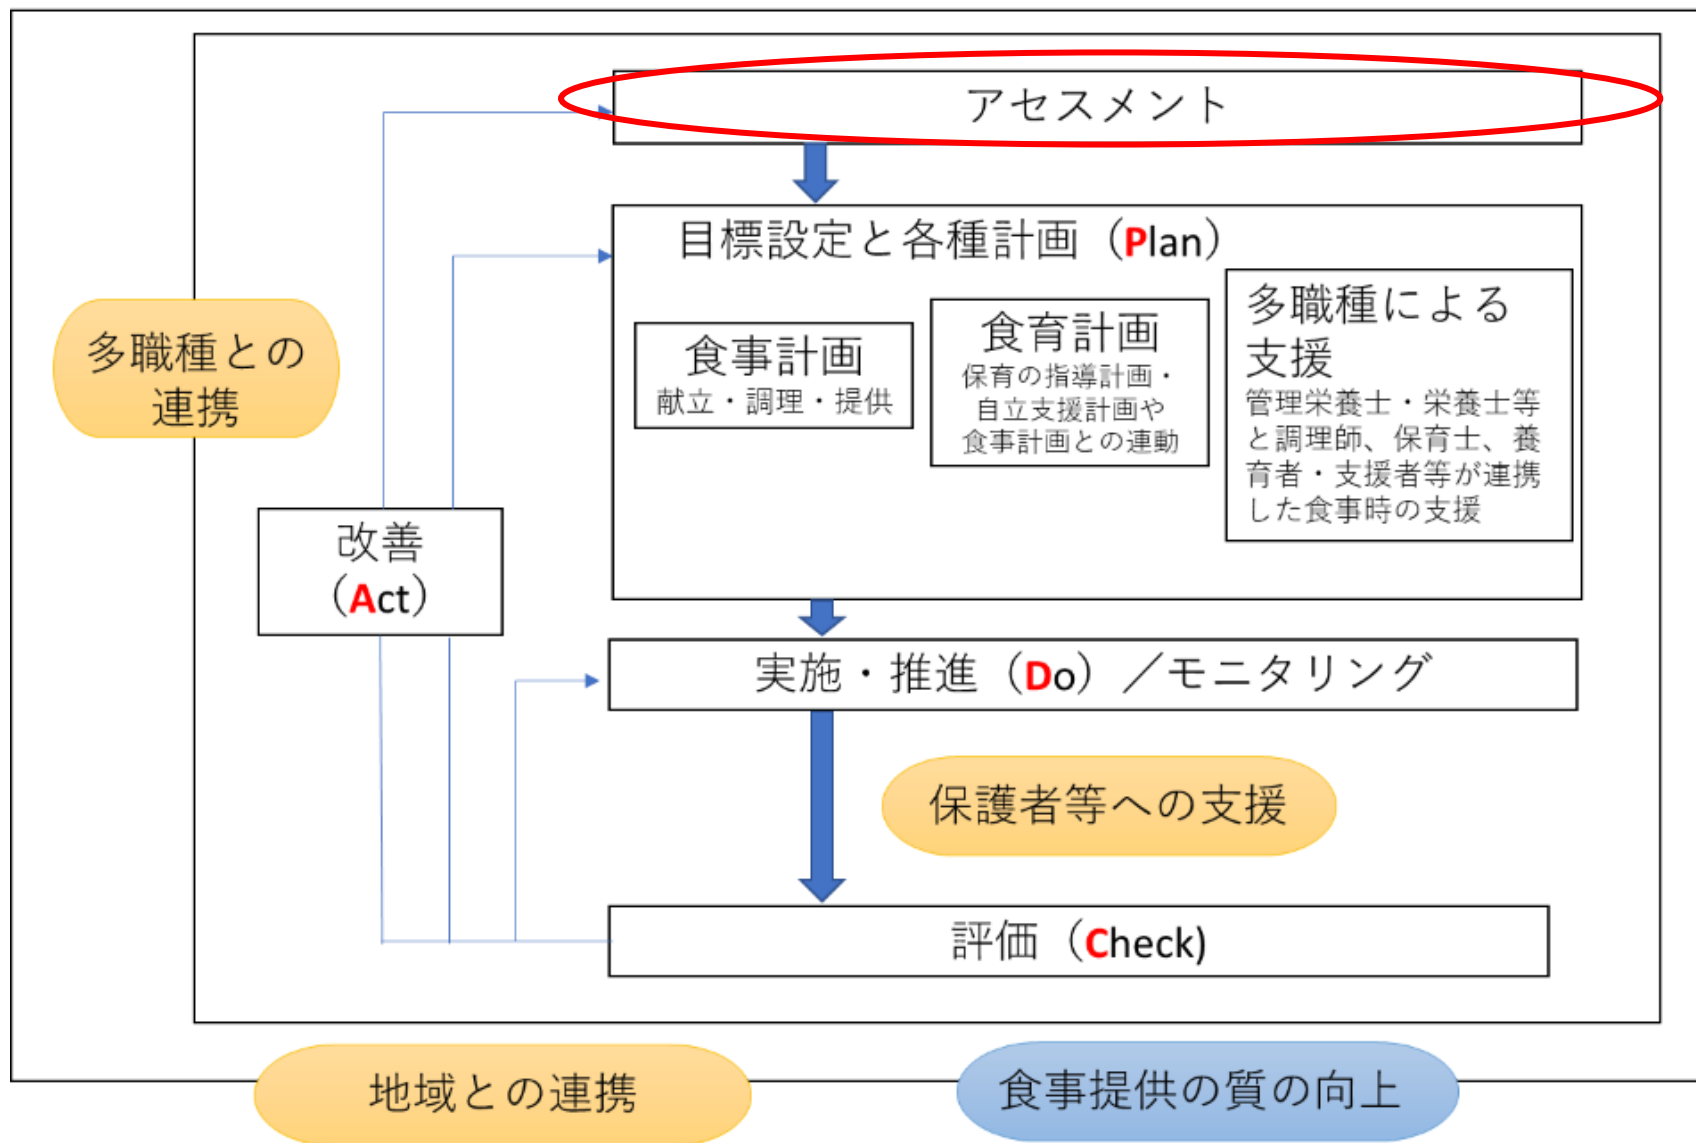 アセスメント
目標設定と各種計画（Plan）
食事計画
献立・調理・提供
食育計画
保育の指導計画・
自立支援計画や
食事計画との連動
多職種による
支援
管理栄養士・栄養士等
と調理師、保育士、養
育者・支援者等が連携
した食事時の支援
多職種との
連携
改善
（Act）
実施・推進（Do）／モニタリング
保護者等への支援
評価（Check)
地域との連携
食事提供の質の向上